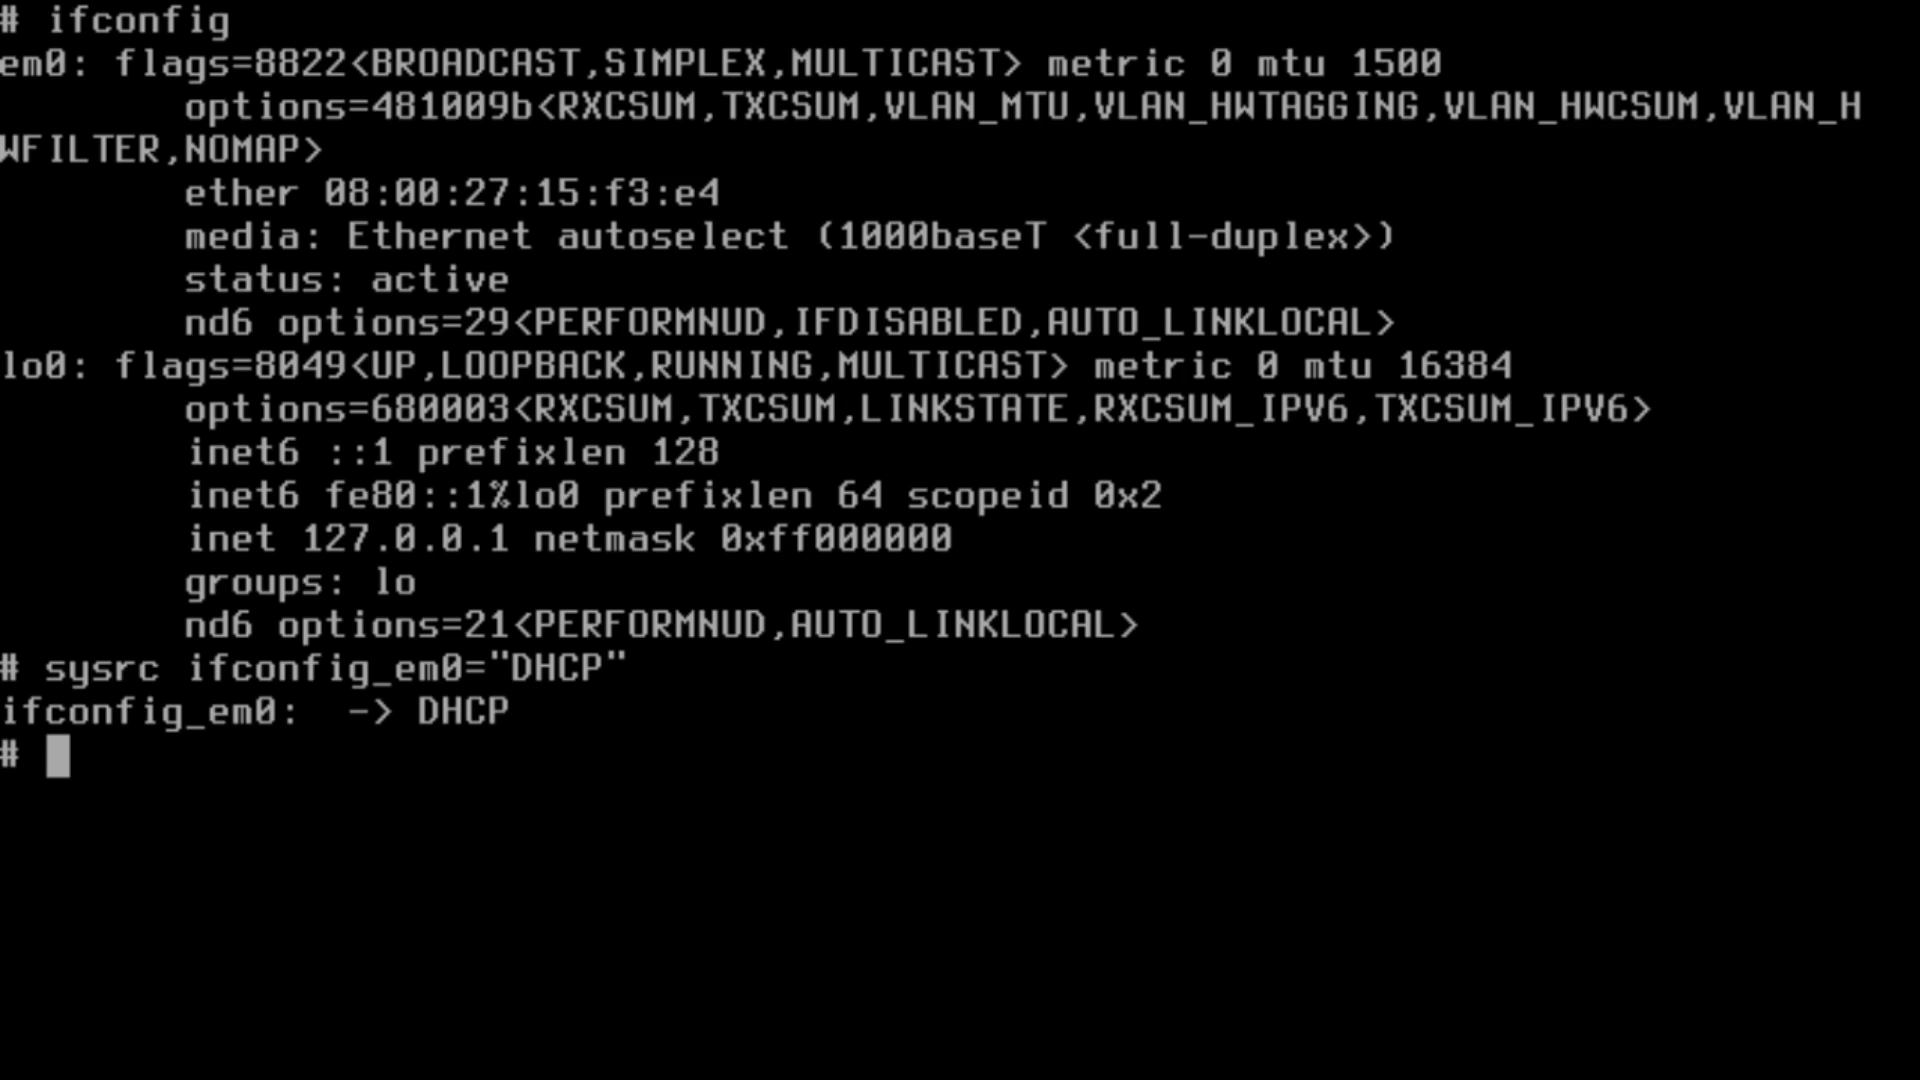 # ifconfig
em0: flags=8822<BROADCAST,SIMPLEX,MULTICAST> metric 0 mtu 1500
options=481009b<RXCSUM,TXCSUM,VLAN_MTU,VLAN_HWTAGGING,VLAN_HWCSUM,VLAN_H
WFILTER,NOMAP>
ether 08:00:27:15:f3:e4
media: Ethernet autoselect (1000baseT <full-duplex>)
status: active
nd6 options=29<PERFORMNUD,IFDISABLED,AUTO_LINKLOCAL>
lo0: flags=8049<UP,LOOPBACK,RUNNING,MULTICAST> metric 0 mtu 16384
options=680003<RXCSUM,TXCSUM,LINKSTATE,RXCSUM_IPV6,TXCSUM_IPV6>
inet6 ::1 prefixlen 128
inet6 fe80::1%lo0 prefixlen 64 scopeid 0x2
inet 127.0.0.1 netmask 0xff000000
groups: lo
nd6 options=21<PERFORMNUD,AUTO_LINKLOCAL>
# sysrc ifconfig_em0="DHCP"
ifconfig_em0:  -> DHCP
#